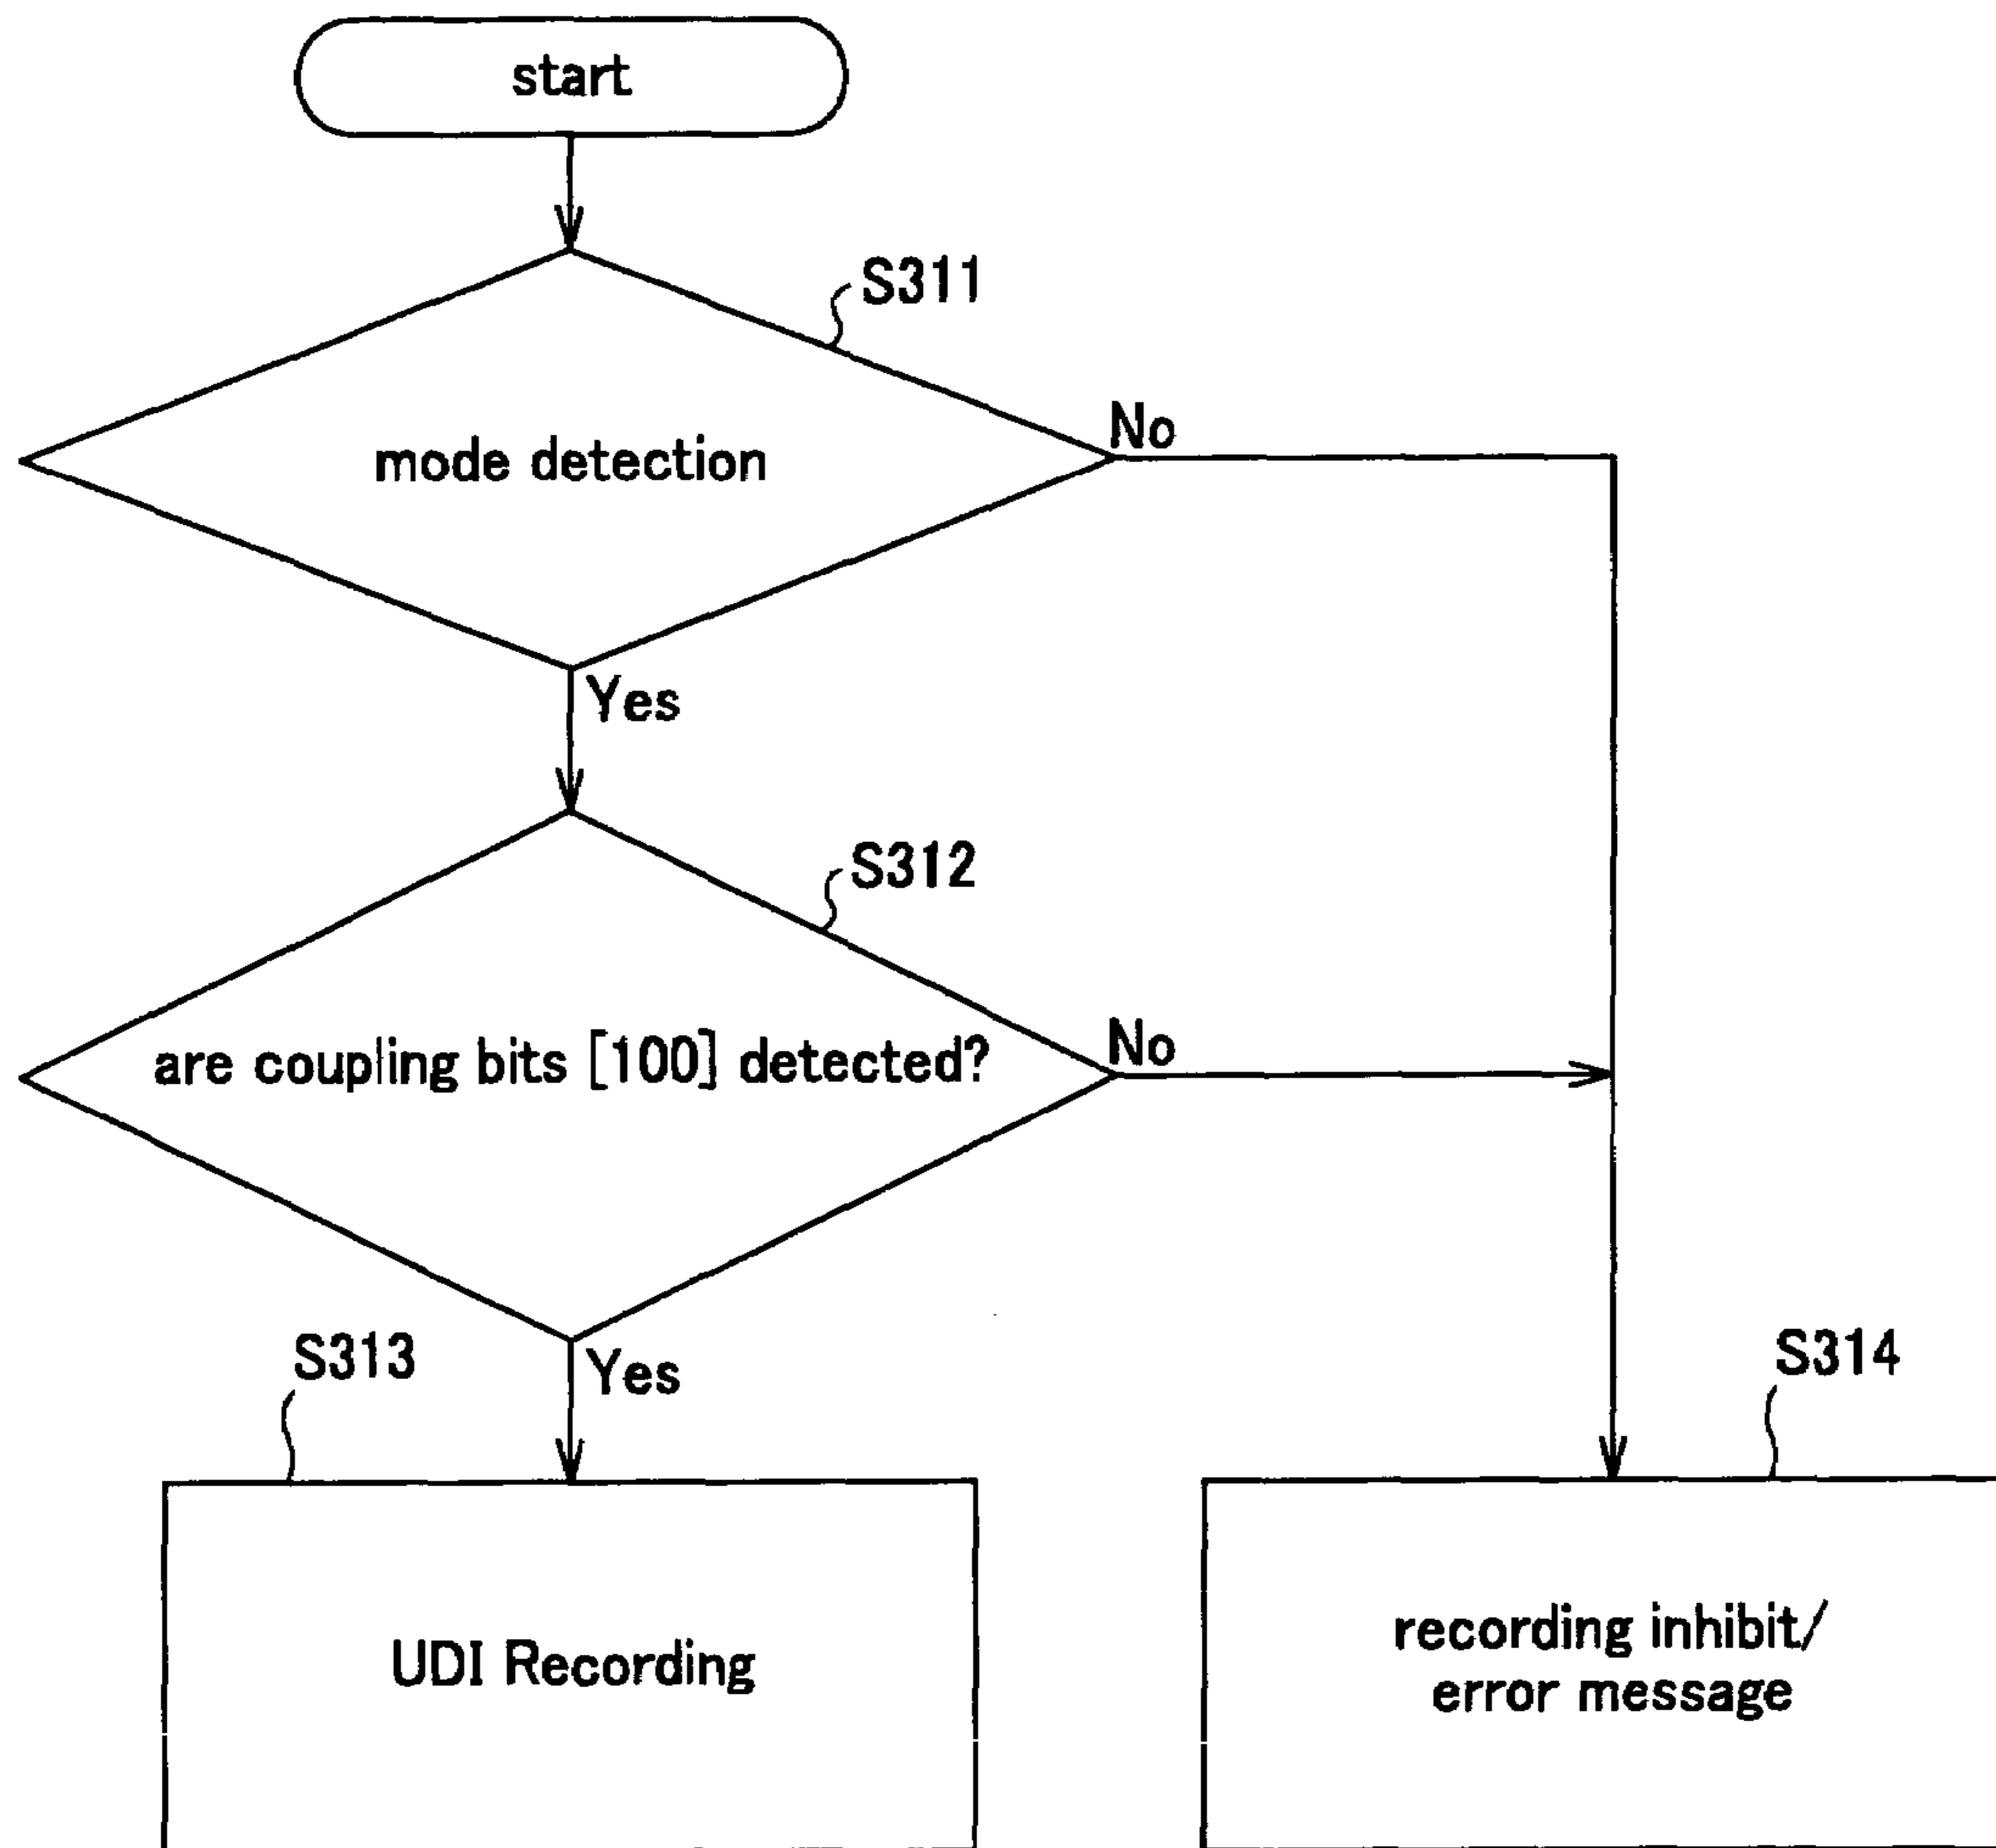 start
S311
No
mode detection
Yes
S312
No
are coupling bits [100] detected?
Yes
S313
S314
UDI Recording
recording inhibit/
error message